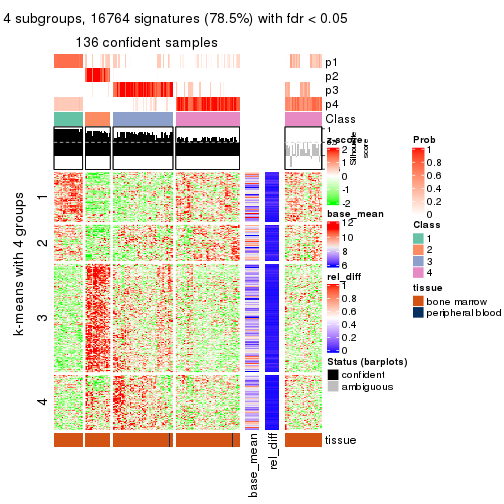 4 subgroups, 16764 signatures (78.5%) with fdr < 0.05
136 confident samples
p1
p2
p3
p4
Class
1
0.5
0
Silhouette
score
z-score
2
1
0
-1
-2
base_mean
12
10
8
6
rel_diff
1
0.8
0.6
0.4
0.2
0
Status (barplots)
confident
ambiguous
Prob
1
0.8
0.6
0.4
0.2
0
Class
1
2
3
4
tissue
bone marrow
peripheral blood
k-means with 4 groups
1
2
3
4
tissue
base_mean
rel_diff